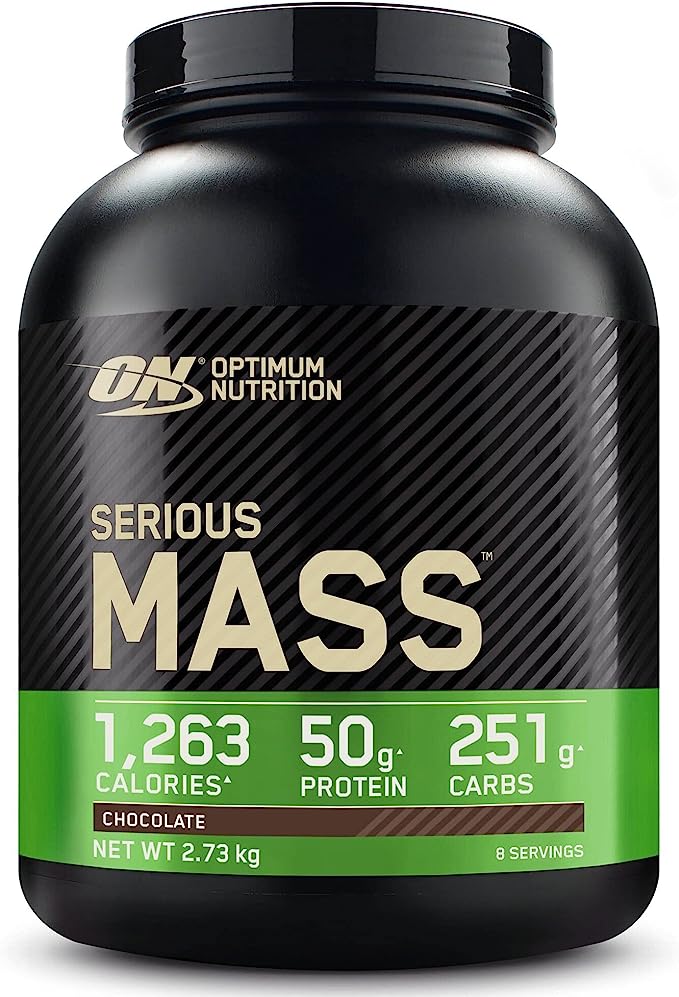 ON® OPTIMUM
NUTRITION
SERIOUS
MASS™
1,263 50g▲ 251g▲
CALORIES▲ PROTEIN CARBS
CHOCOLATE
NET WT 2.73 kg 8 SERVINGS